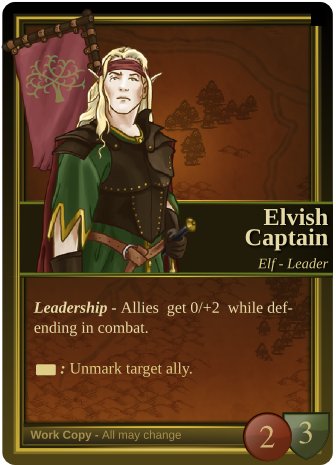 Elvish
Captain
Elf - Leader
Leadership - Allies get 0/+2 while def-
ending in combat.
: Unmark target ally.
Work Copy - All may change
2
3